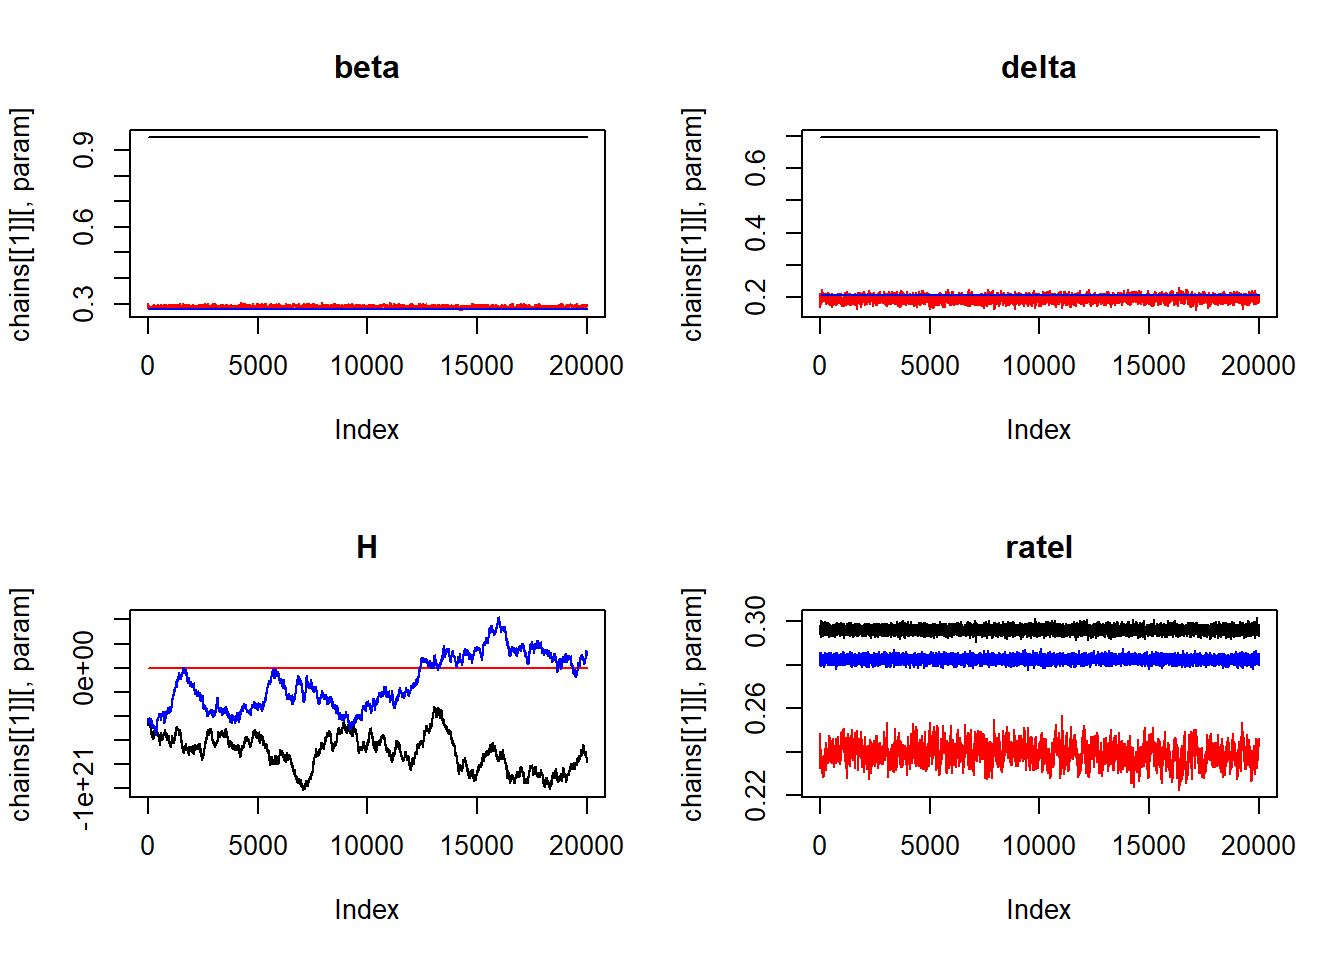 beta
chains[[1]][, param]
0.3 0.6 0.9
0 5000 10000 15000 20000
Index
delta
chains[[1]][, param]
0.2 0.4 0.6
0 5000 10000 15000 20000
Index
H
chains[[1]][, param]
-1e+21 0e+00
0 5000 10000 15000 20000
Index
rateI
chains[[1]][, param]
0.22 0.26 0.30
0 5000 10000 15000 20000
Index